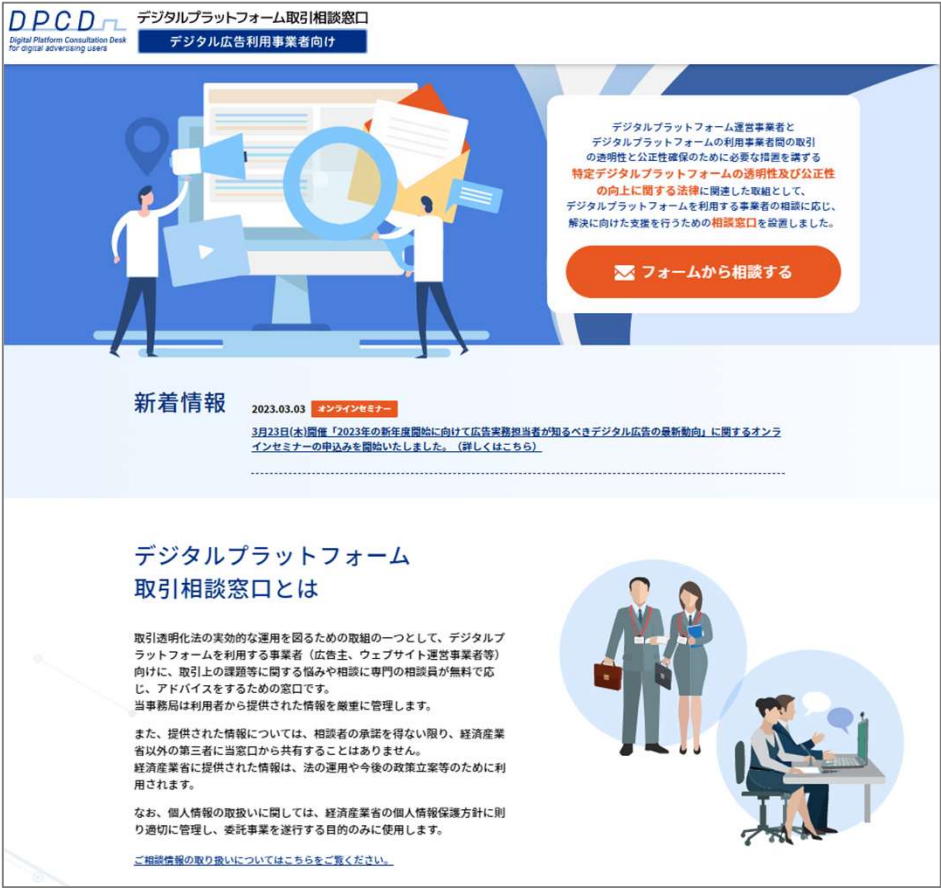 DPCD
Digital Platform Consultation Desk
for digital advertising users
デジタルプラットフォーム取引相談窓口
デジタル広告利用事業者向け
デジタルプラットフォーム運営事業者と
デジタルプラットフォームの利用事業者間の取引
の透明性と公正性確保のために必要な措置を講ずる
特定デジタルプラットフォームの透明性及び公正性
の向上に関する法律に関連した取組として、
デジタルプラットフォームを利用する事業者の相談に応じ、
解決に向けた支援を行うための相談窓口を設置しました。
フォームから相談する
新着情報
2023.03.03 オンラインセミナー
3月23日(木)開催「2023年の新年度開始に向けて広告実務担当者が知るべきデジタル広告の最新動向」に関するオンラ
インセミナーの申込みを開始いたしました。（詳しくはこちら）
デジタルプラットフォーム
取引相談窓口とは
取引透明化法の実効的な運用を図るための取組の一つとして、デジタルプ
ラットフォームを利用する事業者（広告主、ウェブサイト運営事業者等）
向けに、取引上の課題等に関する悩みや相談に専門の相談員が無料で応
じ、アドバイスをするための窓口です。
当事務局は利用者から提供された情報を厳重に管理します。
また、提供された情報については、相談者の承諾を得ない限り、経済産業
省以外の第三者に当窓口から共有することはありません。
経済産業省に提供された情報は、法の運用や今後の政策立案等のために利
用されます。
なお、個人情報の取扱いに関しては、経済産業省の個人情報保護方針に則
り適切に管理し、委託事業を遂行する目的のみに使用します。
ご相談情報の取り扱いについてはこちらをご覧ください。